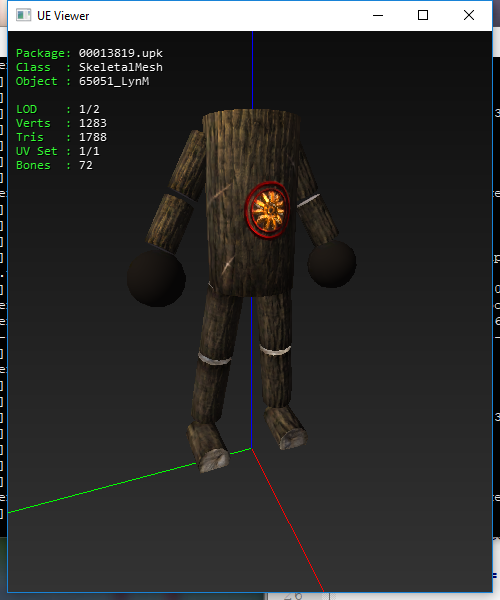 UE Viewer
Package: 00013819.upk
Class : SkeletalMesh
Object : 65051_LynM
LOD : 1/2
Verts : 1283
Tris : 1788
UV Set : 1/1
Bones : 72
26